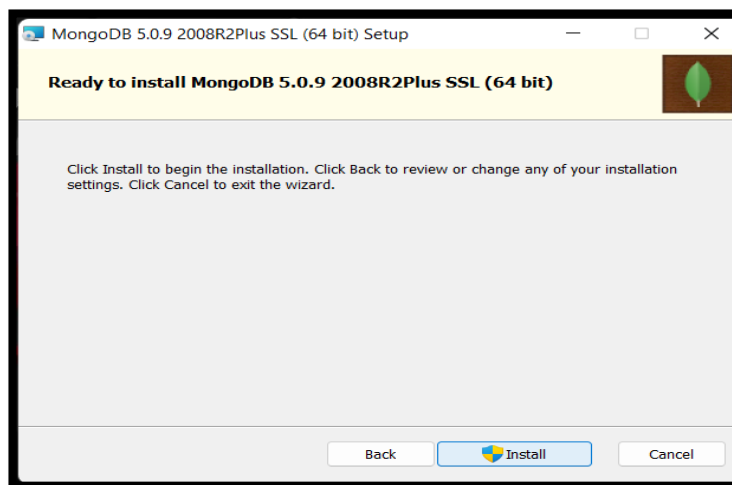 MongoDB 5.0.9 2008R2Plus SSL (64 bit) Setup
Ready to install MongoDB 5.0.9 2008R2Plus SSL (64 bit)
Click Install to begin the installation. Click Back to review or change any of your installation
settings. Click Cancel to exit the wizard.
Back Install Cancel